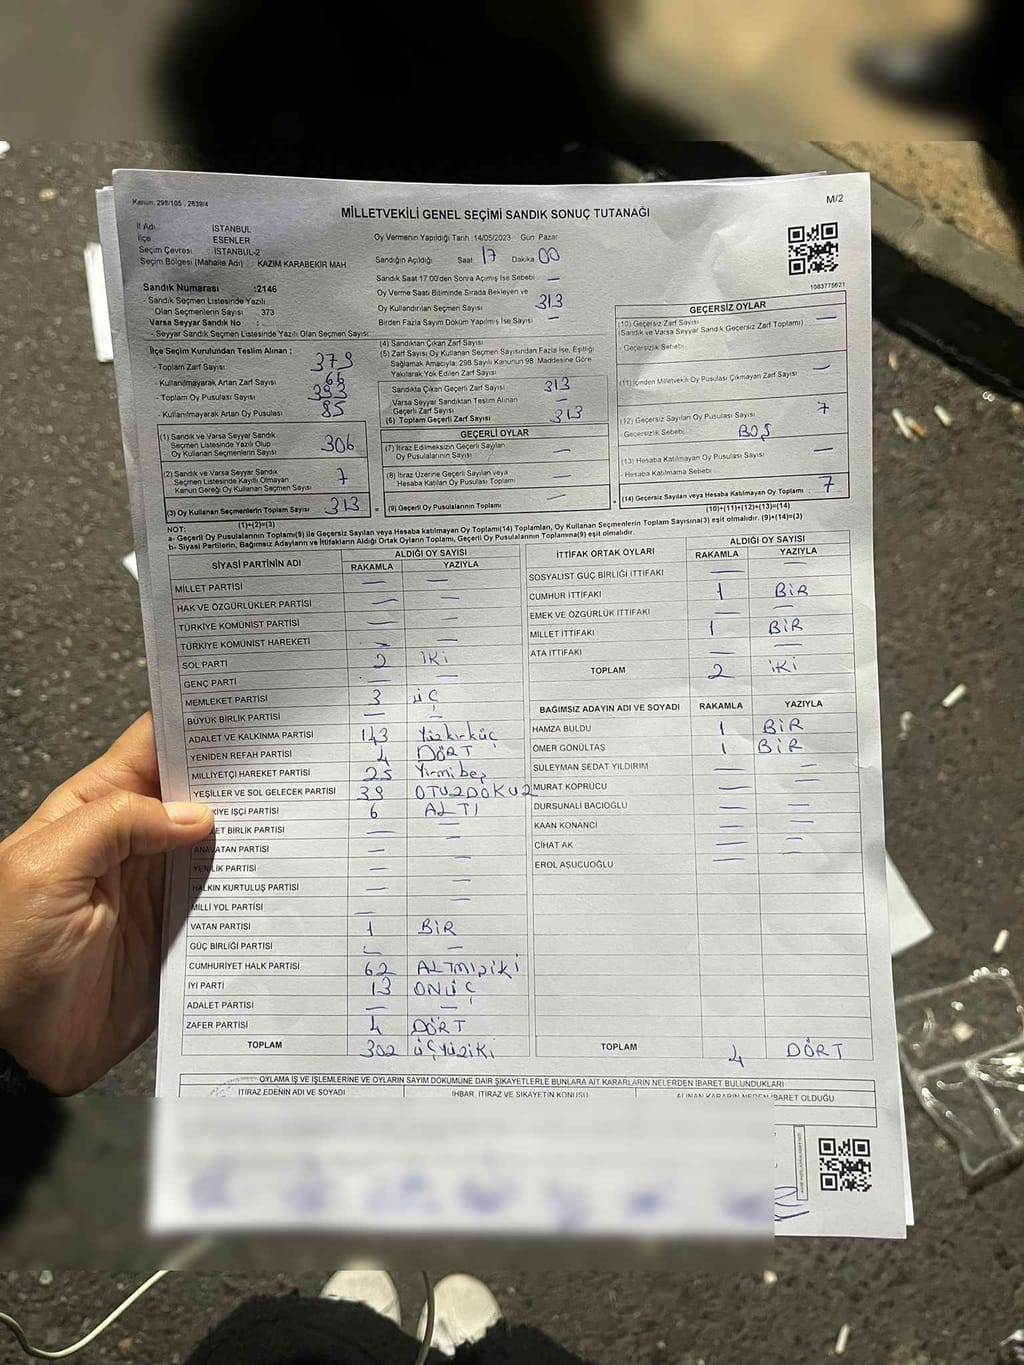 Kanun: 298/105 , 2839/4
M/2
MİLLETVEKİLİ GENEL SEÇİMİ SANDIK SONUÇ TUTANAĞI
İl Adı İSTANBUL
İlçe ESENLER
Seçim Çevresi İSTANBUL-2
Seçim Bölgesi (Mahalle Adı) : KAZIM KARABEKİR MAH
Sandık Numarası :2146
- Sandık Seçmen Listesinde Yazılı
Olan Seçmenlerin Sayısı 373
Varsa Seyyar Sandık No :
- Seyyar Sandık Seçmen Listesinde Yazılı Olan Seçmen Sayısı:
Oy Vermenin Yapıldığı Tarih :14/05/2023 Gün: Pazar
Sandığın Açıldığı Saat 17 Dakika 00
Sandık Saat 17:00'den Sonra Açımış İse Sebebi —
Oy Verme Saati Bitiminde Sırada Bekleyen ve
Oy Kullandırılan Seçmen Sayısı 313
Birden Fazla Sayım Döküm Yapılmış İse Sayısı —
1083775621
İlçe Seçim Kurulundan Teslim Alınan ;
- Toplam Zarf Sayısı: 379
- Kullanılmayarak Artan Zarf Sayısı 66
- Toplam Oy Pusulası Sayısı
- Kullanılmayarak Artan Oy Pusulası 85
(1) Sandık ve Varsa Seyyar Sandık
Seçmen Listesinde Yazılı Olup
Oy Kullanan Seçmenlerin Sayısı 306
(2) Sandık ve Varsa Seyyar Sandık
Seçmen Listesinde Kayıtlı Olmayan
Kanun Gereği Oy Kullanan Seçmen Sayısı 7
(3) Oy Kullanan Seçmenlerin Toplam Sayısı 313
(1)+(2)=(3)
(4) Sandıktan Çıkan Zarf Sayısı
(5) Zarf Sayısı Oy Kullanan Seçmen Sayısından Fazla İse, Eşitliği
Sağlamak Amacıyla; 298 Sayılı Kanunun 98. Maddesine Göre
Yakılarak Yok Edilen Zarf Sayısı
Sandıkta Çıkan Geçerli Zarf Sayısı 313
Varsa Seyyar Sandıktan Teslim Alınan
Geçerli Zarf Sayısı —
(6) Toplam Geçerli Zarf Sayısı 313
GEÇERLİ OYLAR
(7) İtiraz Edilmeksizin Geçerli Sayılan
Oy Pusulalarının Sayısı —
(8) İtiraz Üzerine Geçerli Sayılan veya
Hesaba Katılan Oy Pusulası Toplamı —
(9) Geçerli Oy Pusulalarının Toplamı —
GEÇERSİZ OYLAR
(10) Geçersiz Zarf Sayısı —
(Sandık ve Varsa Seyyar Sandık Geçersiz Zarf Toplamı)
- Geçersizlik Sebebi:
(11) İçinden Milletvekili Oy Pusulası Çıkmayan Zarf Sayısı —
(12) Geçersiz Sayılan Oy Pusulası Sayısı 7
- Geçersizlik Sebebi: BOŞ
(13) Hesaba Katılmayan Oy Pusulası Sayısı —
- Hesaba Katılmama Sebebi :
(14) Geçersiz Sayılan veya Hesaba Katılmayan Oy Toplamı 7
(10)+(11)+(12)+(13)=(14)
NOT:
a- Geçerli Oy Pusulalarının Toplamı(9) ile Geçersiz Sayılan veya Hesaba katılmayan Oy Toplamı(14) Toplamları, Oy Kullanan Seçmenlerin Toplam Sayısına(3) eşit olmalıdır. (9)+(14)=(3)
b- Siyasi Partilerin, Bağımsız Adayların ve İttifakların Aldığı Ortak Oyların Toplamı, Geçerli Oy Pusulalarının Toplamına(9) eşit olmalıdır.
SİYASİ PARTİNİN ADI ALDIĞI OY SAYISI
RAKAMLA YAZIYLA
MİLLET PARTİSİ — —
HAK VE ÖZGÜRLÜKLER PARTİSİ — —
TÜRKİYE KOMÜNİST PARTİSİ — —
TÜRKİYE KOMÜNİST HAREKETİ — —
SOL PARTİ 2 İKİ
GENÇ PARTİ — —
MEMLEKET PARTİSİ 3 ÜÇ
BÜYÜK BİRLİK PARTİSİ — —
ADALET VE KALKINMA PARTİSİ 143 Yüzkırküç
YENİDEN REFAH PARTİSİ 4 DÖRT
MİLLİYETÇİ HAREKET PARTİSİ 25 Yirmibeş
YEŞİLLER VE SOL GELECEK PARTİSİ 39 OTUZDOKUZ
KİYE İŞÇİ PARTİSİ 6 ALTI
LET BİRLİK PARTİSİ — —
ANAVATAN PARTİSİ —
YENİLİK PARTİSİ — —
HALKIN KURTULUŞ PARTİSİ — —
MİLLİ YOL PARTİSİ — —
VATAN PARTİSİ 1 BİR
GÜÇ BİRLİĞİ PARTİSİ — —
CUMHURİYET HALK PARTİSİ 62 ALTMIŞİKİ
İYİ PARTİ 13 ONÜÇ
ADALET PARTİSİ — —
ZAFER PARTİSİ 4 DÖRT
TOPLAM 302 ÜÇYÜZİKİ
İTTİFAK ORTAK OYLARI ALDIĞI OY SAYISI
RAKAMLA YAZIYLA
SOSYALİST GÜÇ BİRLİĞİ İTTİFAKI — —
CUMHUR İTTİFAKI 1 BİR
EMEK VE ÖZGÜRLÜK İTTİFAKI — —
MİLLET İTTİFAKI 1 BİR
ATA İTTİFAKI — —
TOPLAM 2 İKİ
BAĞIMSIZ ADAYIN ADI VE SOYADI RAKAMLA YAZIYLA
HAMZA BULDU 1 BİR
ÖMER GÖNÜLTAŞ 1 BİR
SÜLEYMAN SEDAT YILDIRIM — —
MURAT KÖPRÜCÜ — —
DURSUNALİ BACIOĞLU — —
KAAN KONANCİ — —
CİHAT AK — —
EROL AŞUCUOĞLU —
TOPLAM 4 DÖRT
OYLAMA İŞ VE İŞLEMLERİNE VE OYLARIN SAYIM DÖKÜMÜNE DAİR ŞİKAYETLERLE BUNLARA AİT KARARLARIN NELERDEN İBARET BULUNDUKLARI
İTİRAZ EDENİN ADI VE SOYADI İHBAR, İTİRAZ VE ŞİKAYETİN KONUSU ALINAN KARARIN NEDEN İBARET OLDUĞU